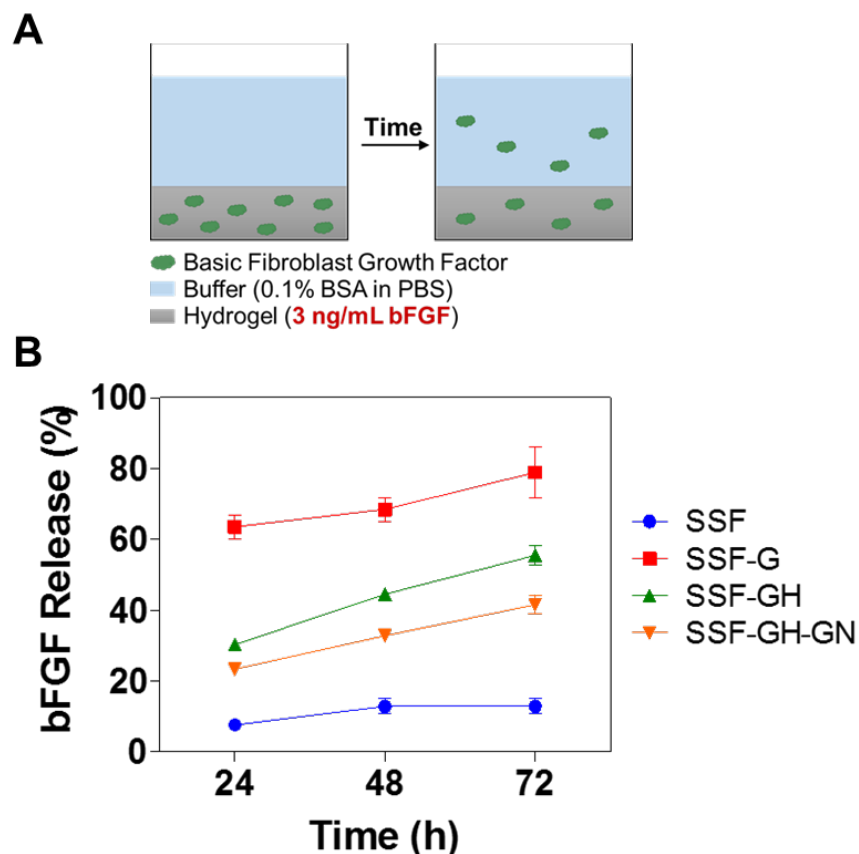 A
Time
Basic Fibroblast Growth Factor
Buffer (0.1% BSA in PBS)
Hydrogel (3 ng/mL bFGF)
B
bFGF Release (%)
100
80
60
40
20
0
24 48 72
Time (h)
SSF
SSF-G
SSF-GH
SSF-GH-GN